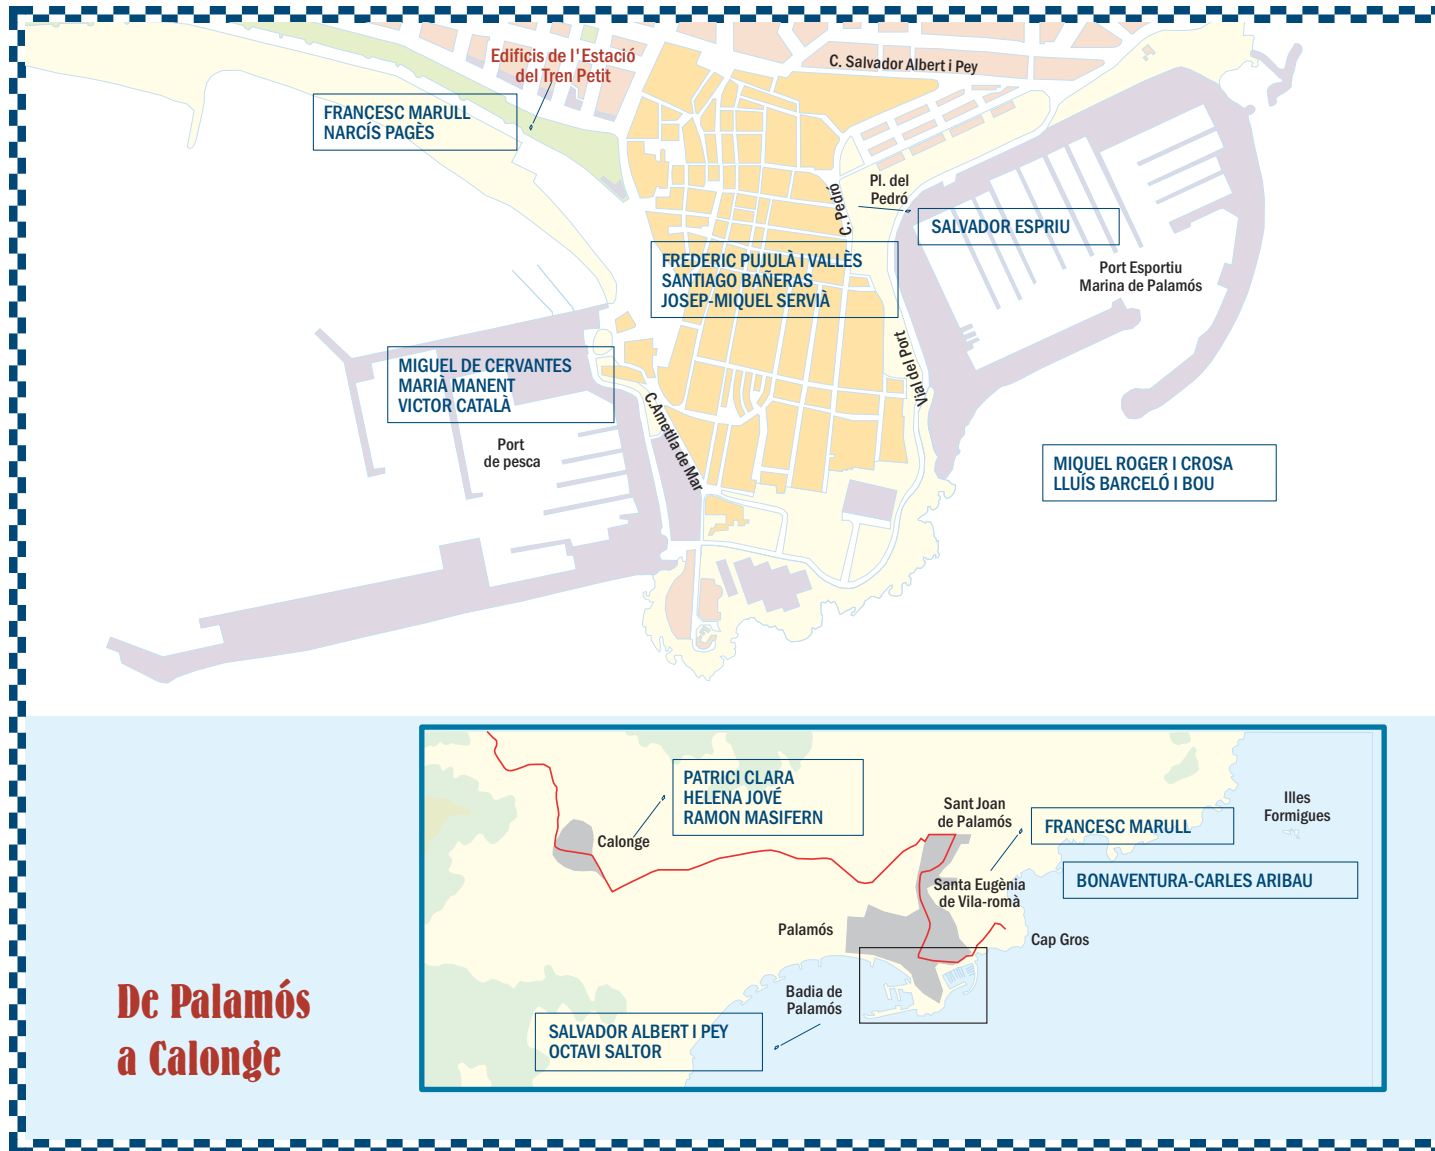 Edificis de l'Estació
del Tren Petit
C. Salvador Albert i Pey
FRANCESC MARULL
NARCÍS PAGÈS
Pl. del
Pedró
C. Pedró
SALVADOR ESPRIU
FREDERIC PUJULÀ I VALLÈS
SANTIAGO BAÑERAS
JOSEP-MIQUEL SERVIÀ
Port Esportiu
Marina de Palamós
MIGUEL DE CERVANTES
MARIÀ MANENT
VICTOR CATALÀ
Vial del Port
C.Ametlla de Mar
Port
de pesca
MIQUEL ROGER I CROSA
LLUÍS BARCELÓ I BOU
PATRICI CLARA
HELENA JOVÉ
RAMON MASIFERN
Calonge
Sant Joan
de Palamós
Illes
Formigues
FRANCESC MARULL
BONAVENTURA-CARLES ARIBAU
Santa Eugènia
de Vila-romà
Palamós
Cap Gros
Badia de
Palamós
SALVADOR ALBERT I PEY
OCTAVI SALTOR
De Palamós
a Calonge